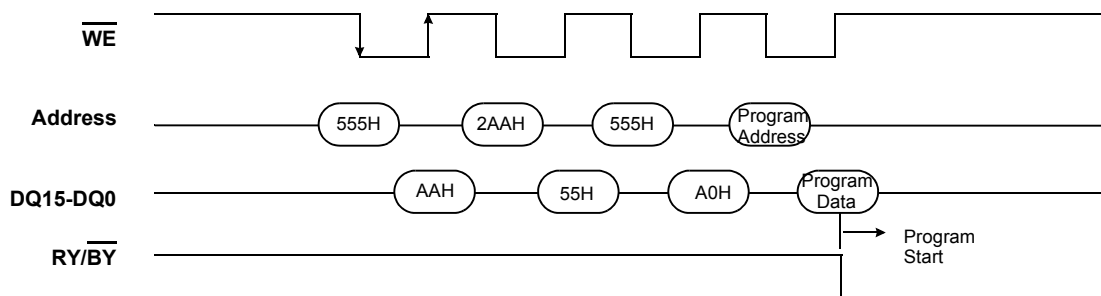 WE
Address
555H
2AAH
555H
Program
Address
DQ15-DQ0
AAH
55H
A0H
Program
Data
RY/BY
Program
Start